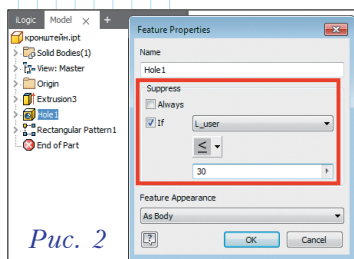 iLogic Model × +
кронштейн.ipt
Solid Bodies(1)
View: Master
Origin
Extrusion3
Hole1
Rectangular Pattern1
End of Part
Рис. 2
Feature Properties
Name
Hole1
Suppress
Always
If L_user
≤
30
Feature Appearance
As Body
OK Cancel